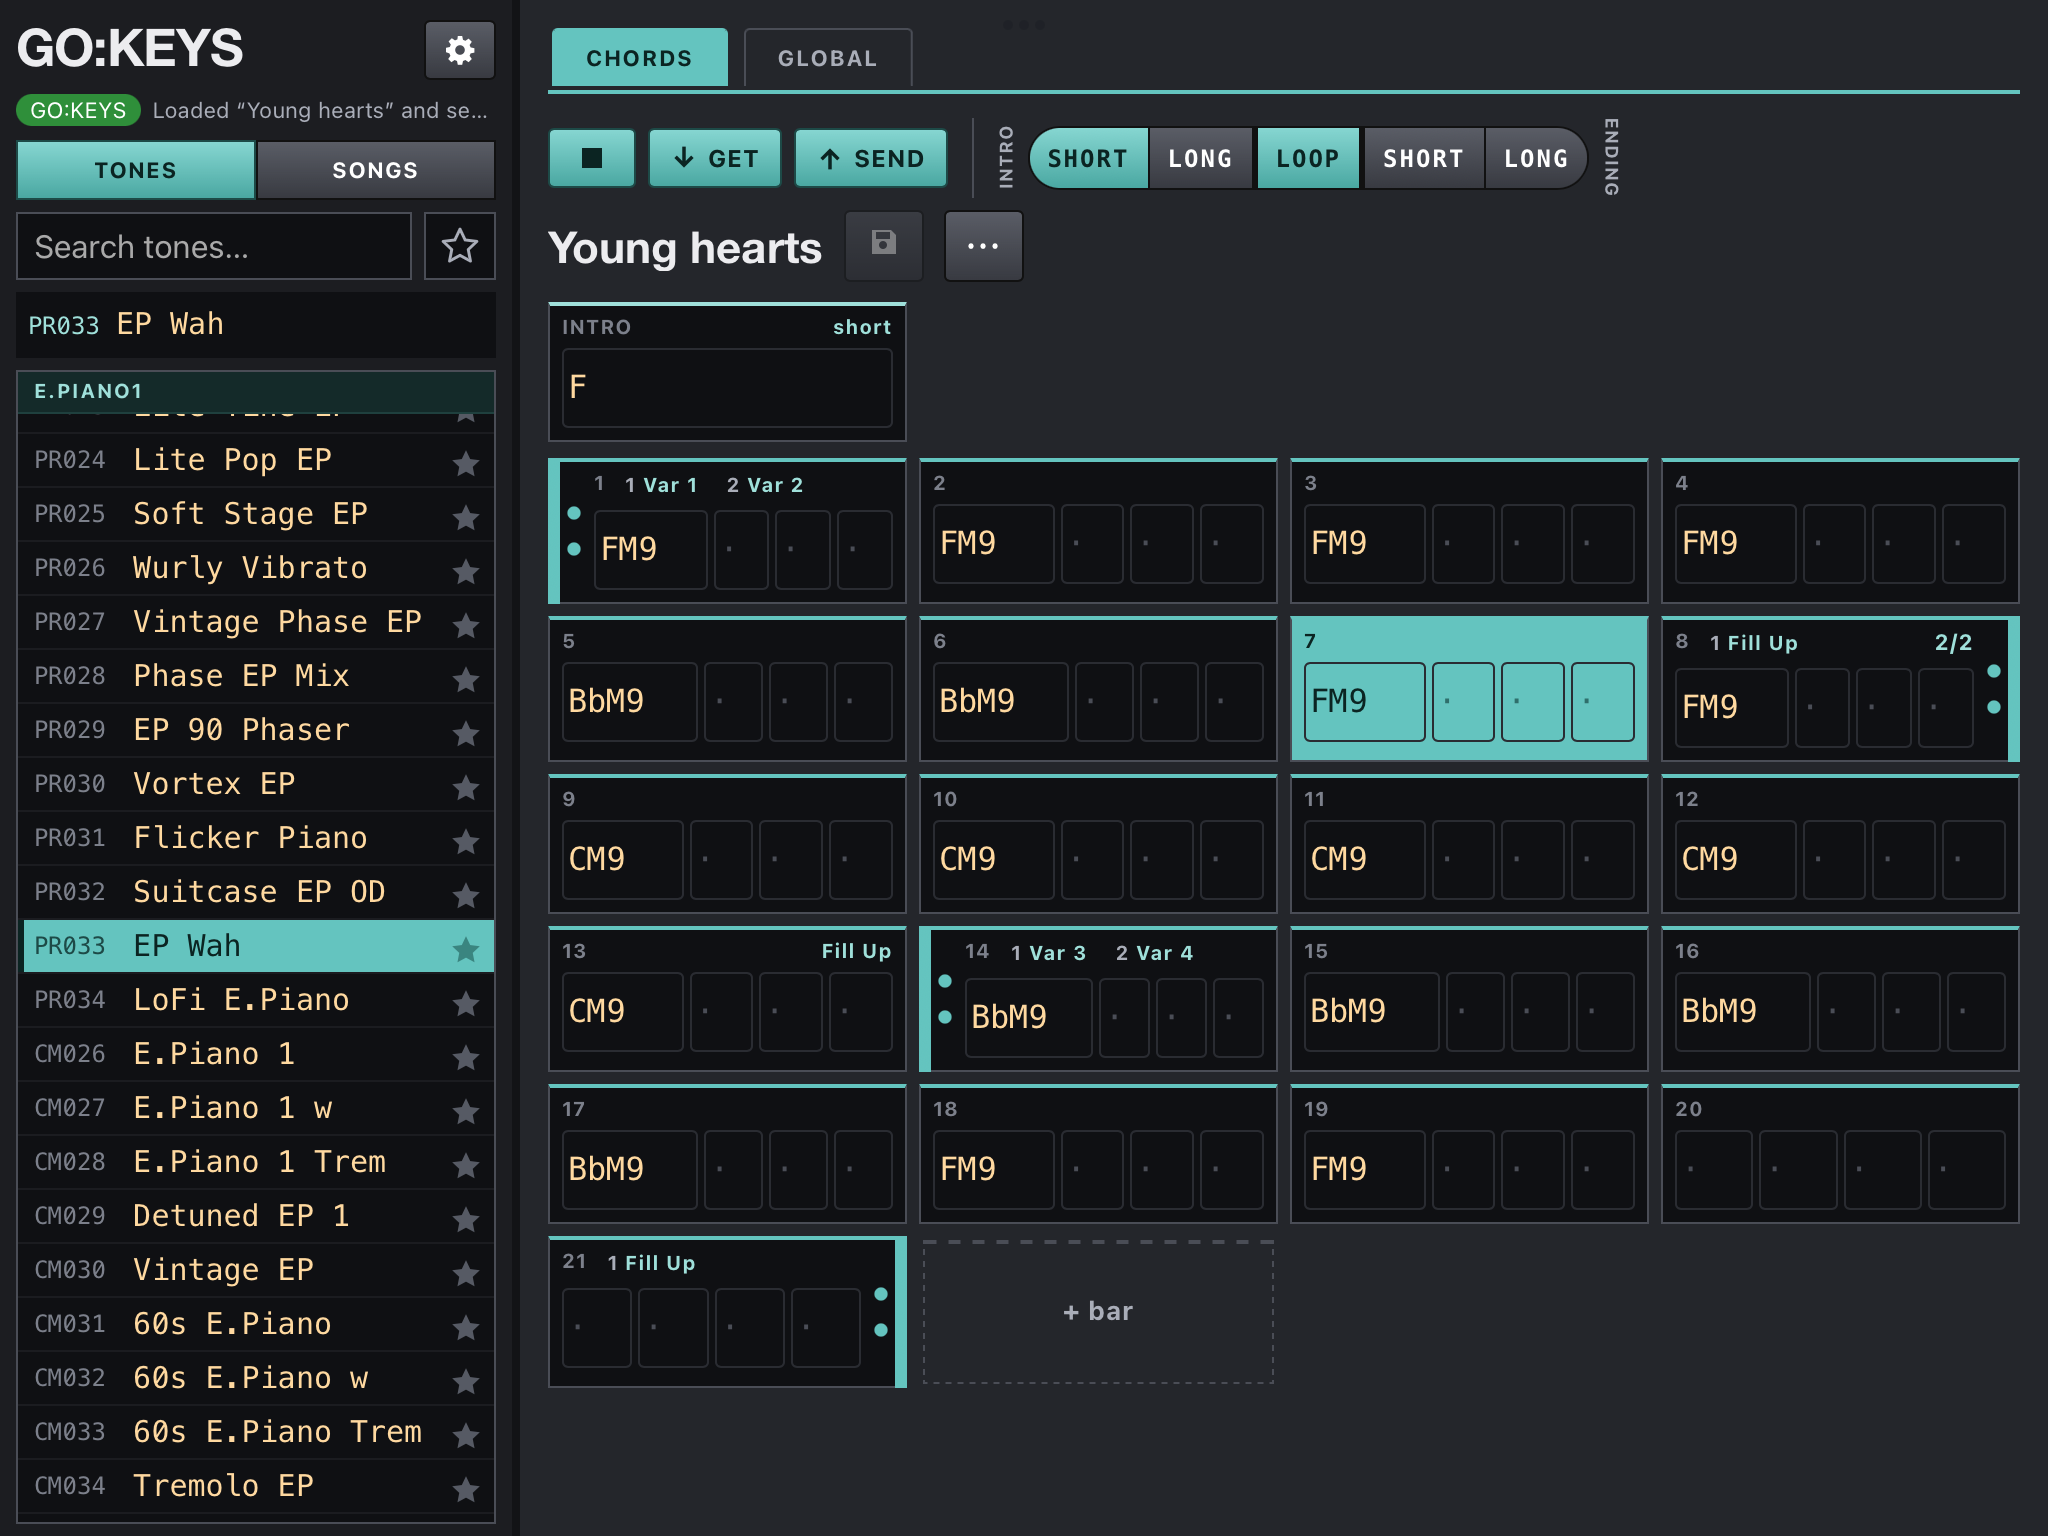 GO:KEYS
GO:KEYS Loaded “Young hearts” and se...
TONES SONGS
Search tones...
PR033 EP Wah
E.PIANO1
PR024 Lite Pop EP
PR025 Soft Stage EP
PR026 Wurly Vibrato
PR027 Vintage Phase EP
PR028 Phase EP Mix
PR029 EP 90 Phaser
PR030 Vortex EP
PR031 Flicker Piano
PR032 Suitcase EP OD
PR033 EP Wah
PR034 LoFi E.Piano
CM026 E.Piano 1
CM027 E.Piano 1 w
CM028 E.Piano 1 Trem
CM029 Detuned EP 1
CM030 Vintage EP
CM031 60s E.Piano
CM032 60s E.Piano w
CM033 60s E.Piano Trem
CM034 Tremolo EP
CHORDS GLOBAL
GET SEND INTRO SHORT LONG LOOP SHORT LONG ENDING
Young hearts ...
INTRO short
F
1 1 Var 1 2 Var 2
FM9 · · ·
2
FM9 · · ·
3
FM9 · · ·
4
FM9 · · ·
5
BbM9 · · ·
6
BbM9 · · ·
7
FM9 · · ·
8 1 Fill Up 2/2
FM9 · · ·
9
CM9 · · ·
10
CM9 · · ·
11
CM9 · · ·
12
CM9 · · ·
13 Fill Up
CM9 · · ·
14 1 Var 3 2 Var 4
BbM9 · · ·
15
BbM9 · · ·
16
BbM9 · · ·
17
BbM9 · · ·
18
FM9 · · ·
19
FM9 · · ·
20
· · · ·
21 1 Fill Up
· · · ·
+ bar